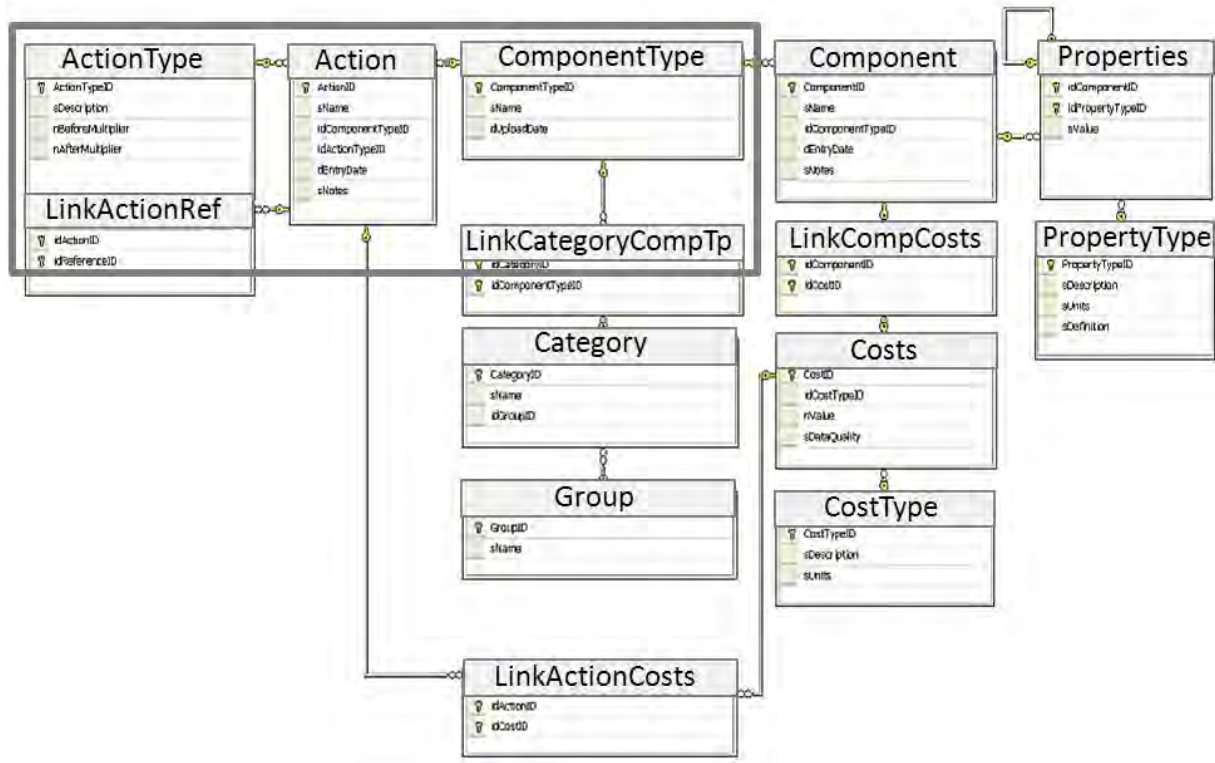 ActionType
ActionTypeID
sDescription
nBeforeMultiplier
nAfterMultiplier
LinkActionRef
idActionID
idReferenceID
Action
ActionID
sName
idComponentTypeID
idActionTypeID
dEntryDate
sNotes
ComponentType
ComponentTypeID
sName
dUploadDate
LinkCategoryCompTp
idCategoryID
idComponentTypeID
Category
CategoryID
sName
idGroupID
Group
GroupID
sName
LinkActionCosts
idActionID
idCostID
Component
ComponentID
sName
idComponentTypeID
dEntryDate
sNotes
LinkCompCosts
idComponentID
idCostID
Costs
CostID
idCostTypeID
nValue
sDataQuality
CostType
CostTypeID
sDescription
sUnits
Properties
idComponentID
idPropertyTypeID
sValue
PropertyType
PropertyTypeID
sDescription
sUnits
sDefinition